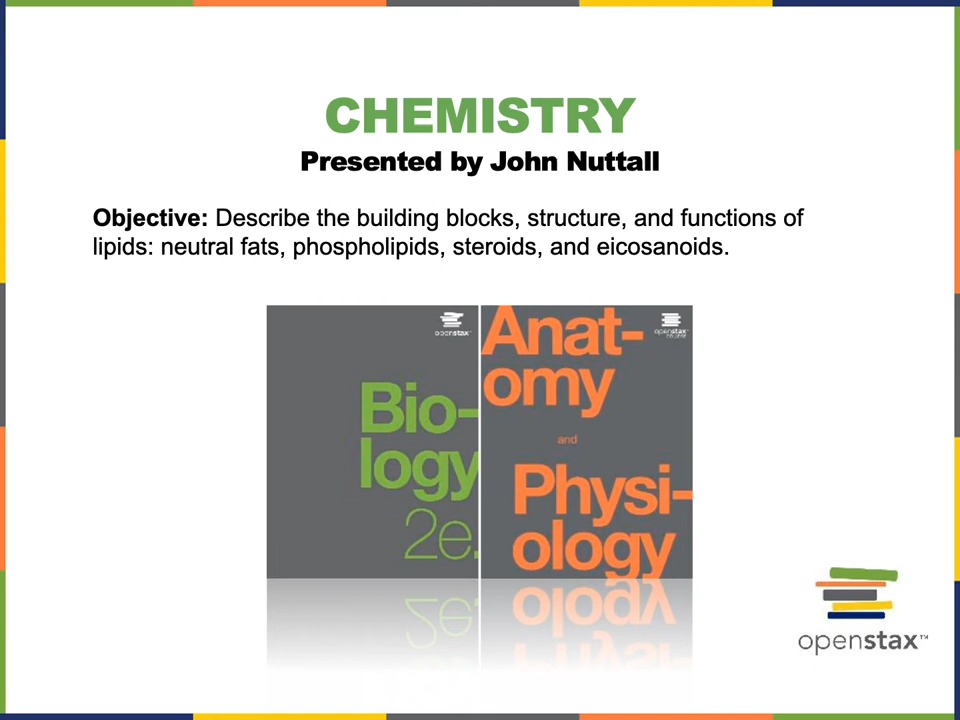 CHEMISTRY
Presented by John Nuttall
Objective: Describe the building blocks, structure, and functions of
lipids: neutral fats, phospholipids, steroids, and eicosanoids.
openstax™
Bio-
logy
2e.
openstax
Anat-
omy
and
Physi-
ology
openstax™